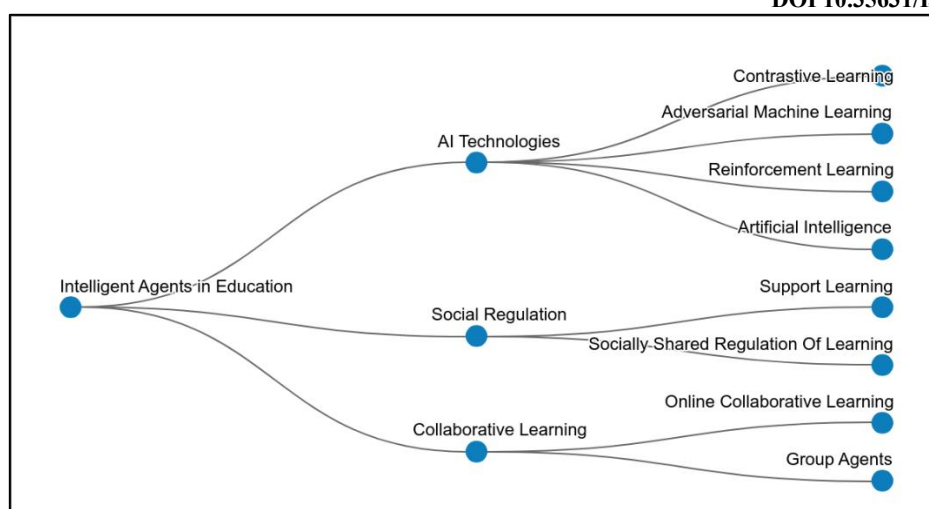 Contrastive Learning
Adversarial Machine Learning
AI Technologies
Reinforcement Learning
Artificial Intelligence
Intelligent Agents in Education
Support Learning
Social Regulation
Socially Shared Regulation Of Learning
Online Collaborative Learning
Collaborative Learning
Group Agents